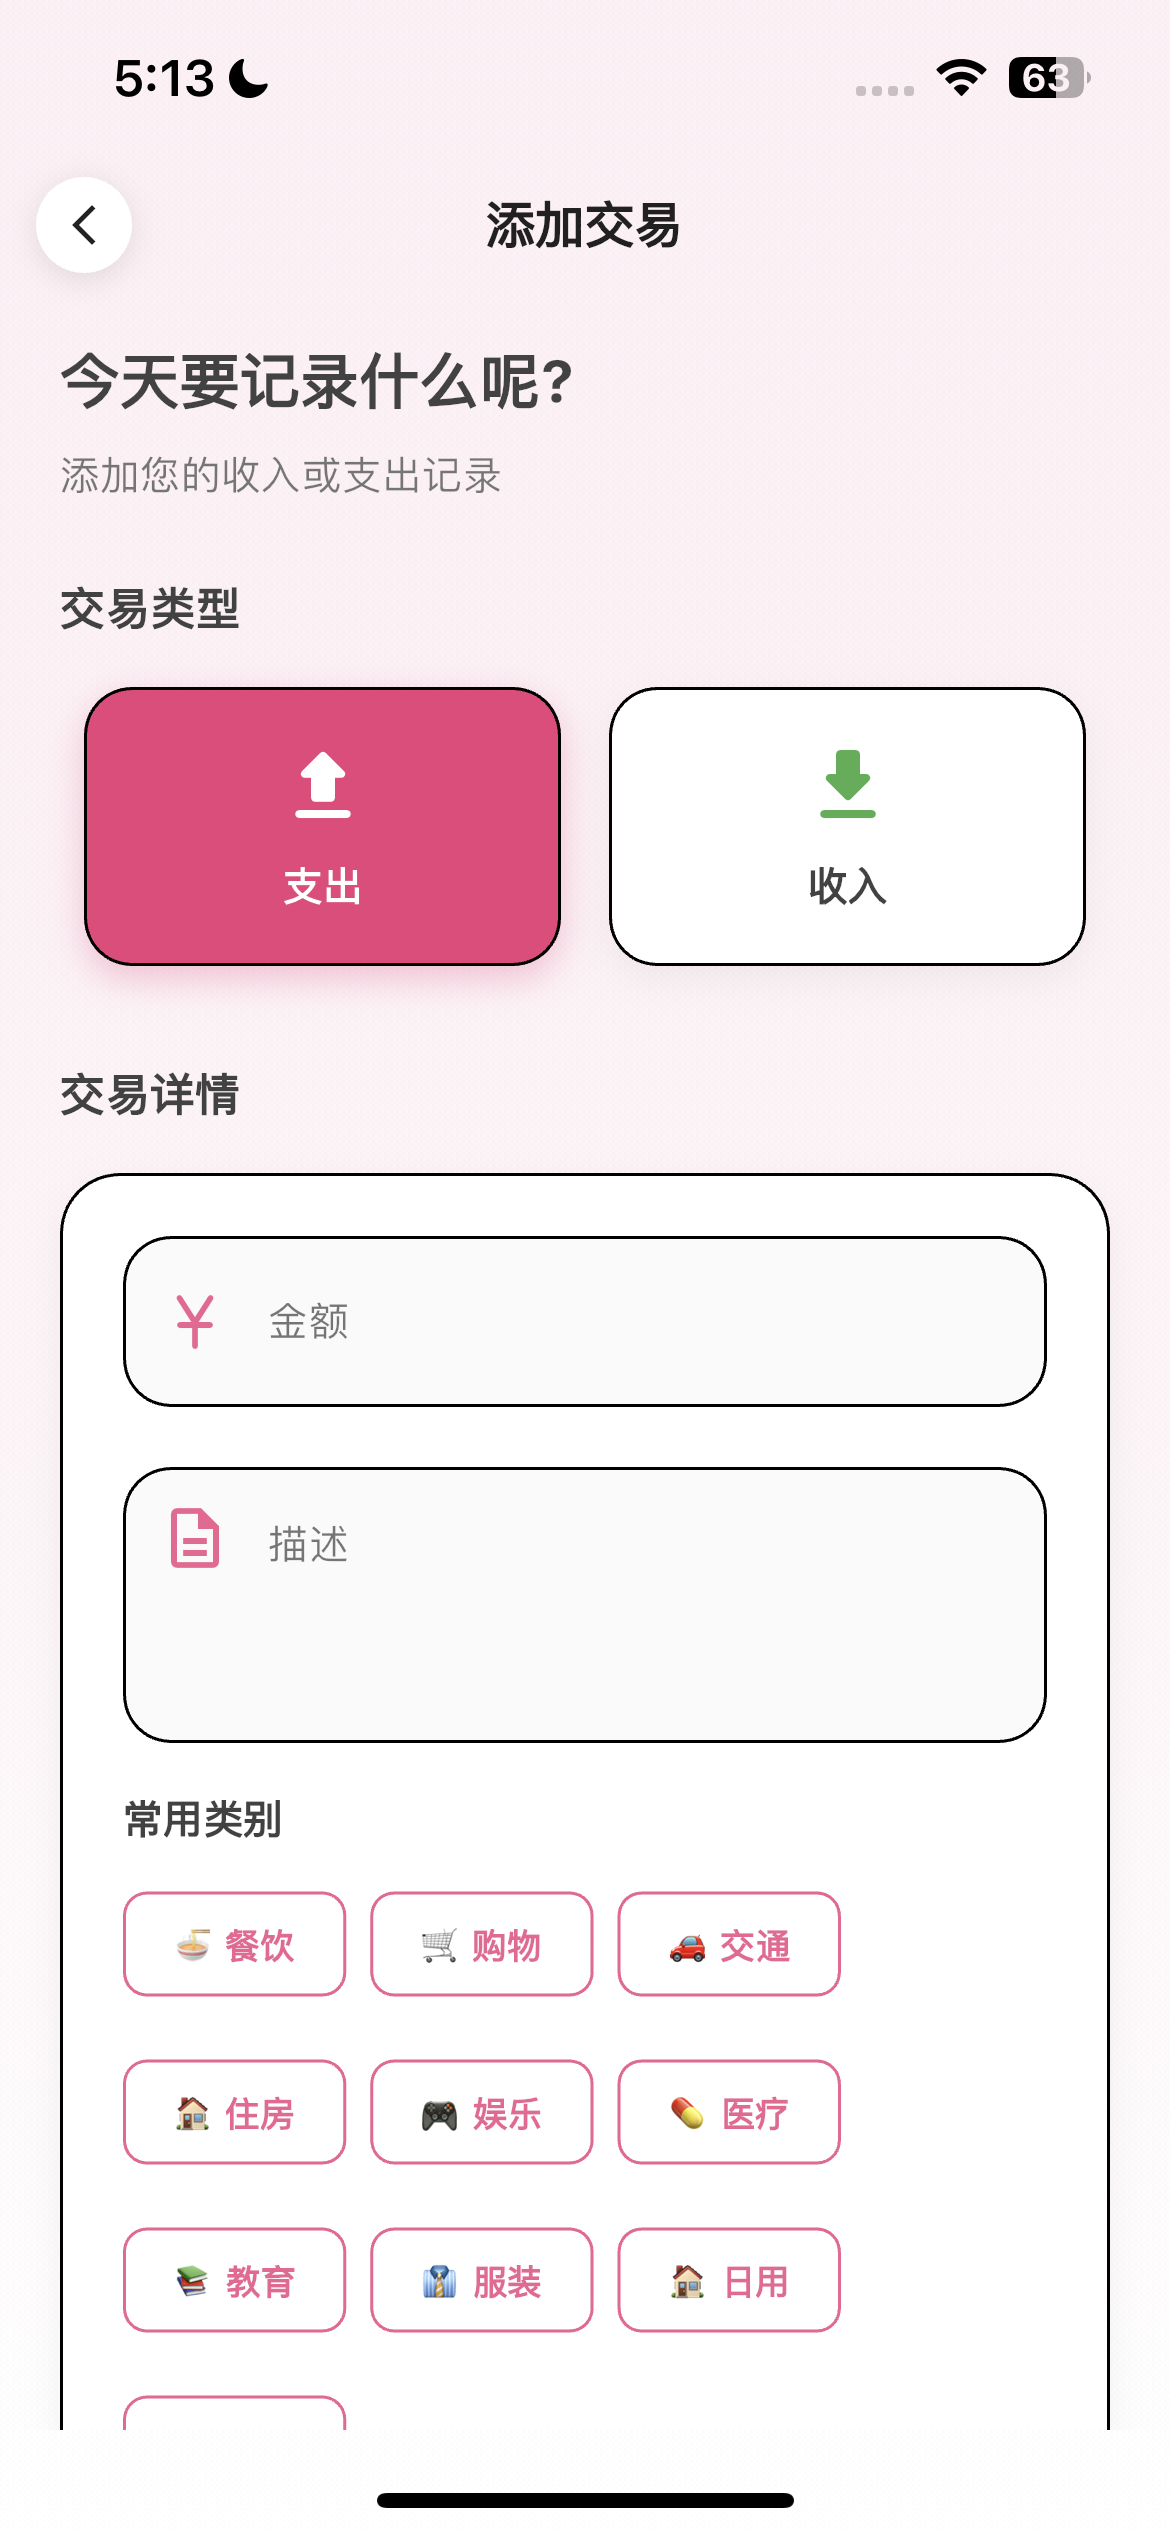 5:13
63
添加交易
今天要记录什么呢?
添加您的收入或支出记录
交易类型
支出
收入
交易详情
金额
描述
常用类别
餐饮
购物
交通
住房
娱乐
医疗
教育
服装
日用